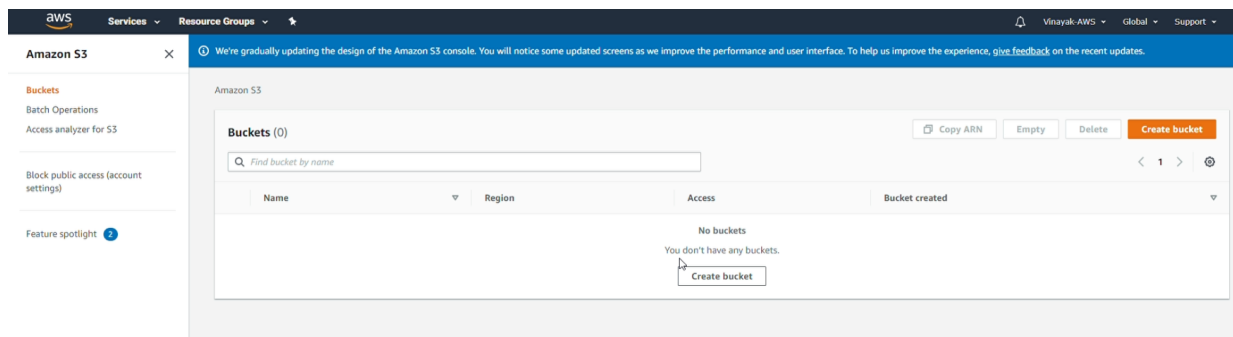 aws Services Resource Groups Vinayak-AWS Global Support
Amazon S3
We're gradually updating the design of the Amazon S3 console. You will notice some updated screens as we improve the performance and user interface. To help us improve the experience, give feedback on the recent updates.
Buckets
Batch Operations
Access analyzer for S3
Block public access (account
settings)
Feature spotlight 2
Amazon S3
Buckets (0)
Copy ARN Empty Delete Create bucket
Find bucket by name
1
Name Region Access Bucket created
No buckets
You don't have any buckets.
Create bucket